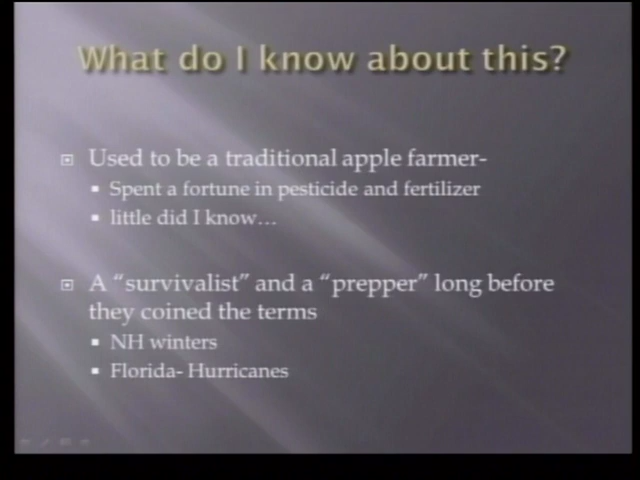 What do I know about this?
Used to be a traditional apple farmer-
Spent a fortune in pesticide and fertilizer
little did I know…
A “survivalist” and a “prepper” long before
they coined the terms
NH winters
Florida- Hurricanes